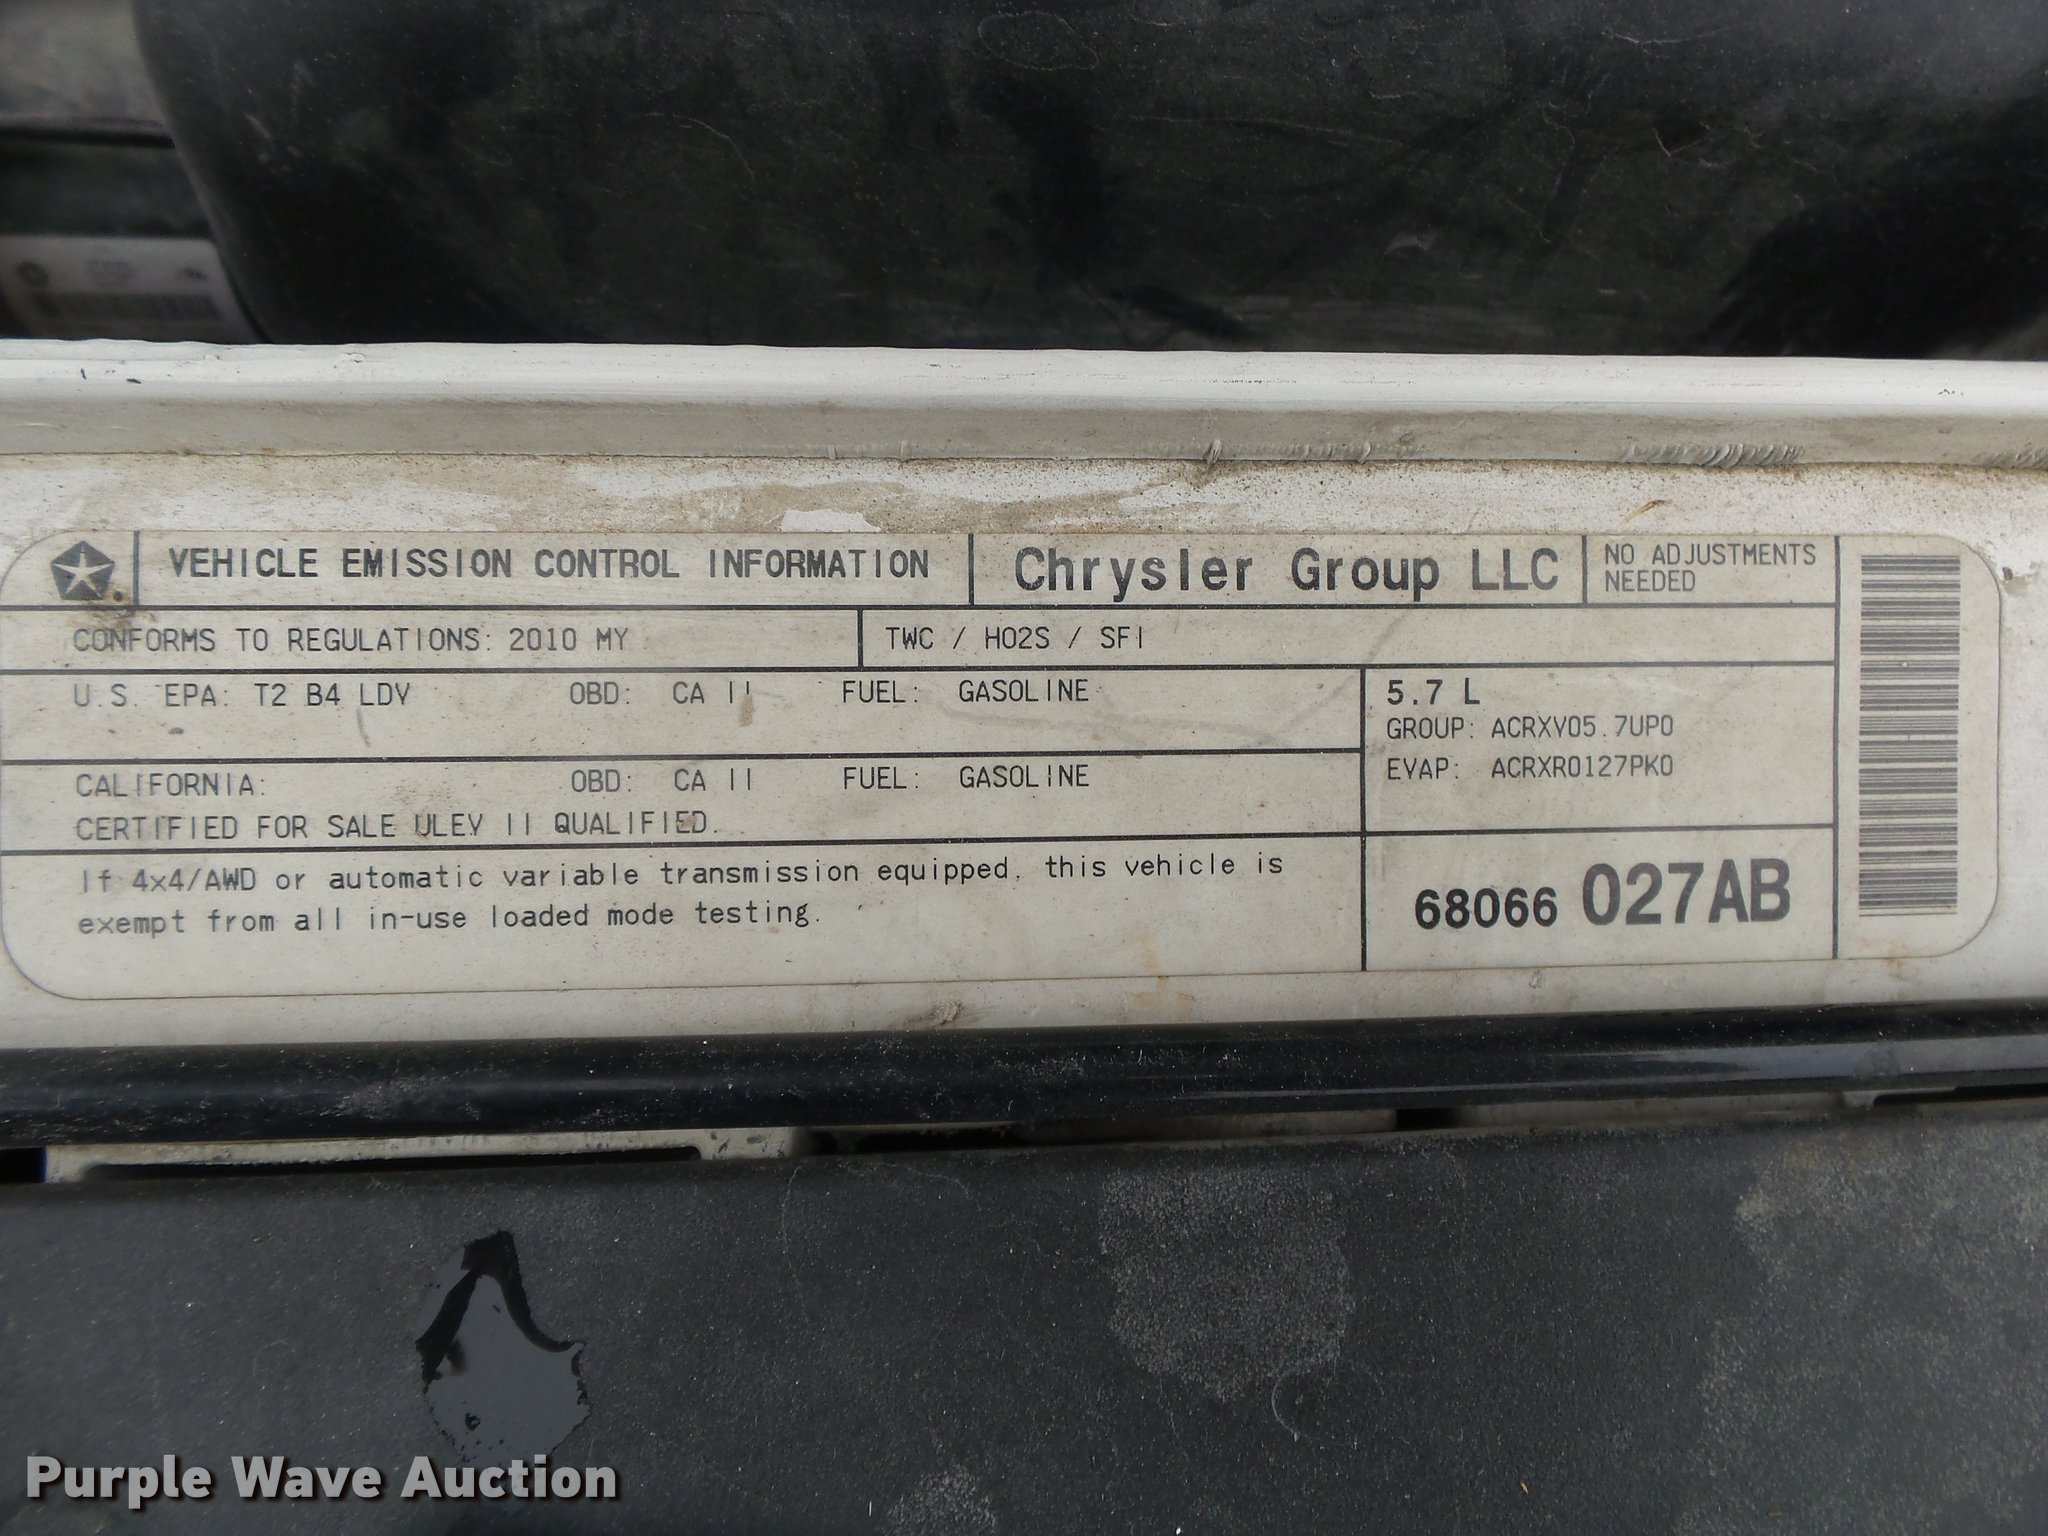 VEHICLE EMISSION CONTROL INFORMATION
Chrysler Group LLC
NO ADJUSTMENTS
NEEDED
CONFORMS TO REGULATIONS: 2010 MY
TWC / HO2S / SFI
U.S. EPA: T2 B4 LDV OBD: CA II FUEL: GASOLINE
5.7 L
GROUP: ACRXV05.7UP0
EVAP: ACRXR0127PK0
CALIFORNIA: OBD: CA II FUEL: GASOLINE
CERTIFIED FOR SALE ULEV II QUALIFIED.
If 4x4/AWD or automatic variable transmission equipped, this vehicle is
exempt from all in-use loaded mode testing.
68066 027AB
Purple Wave Auction